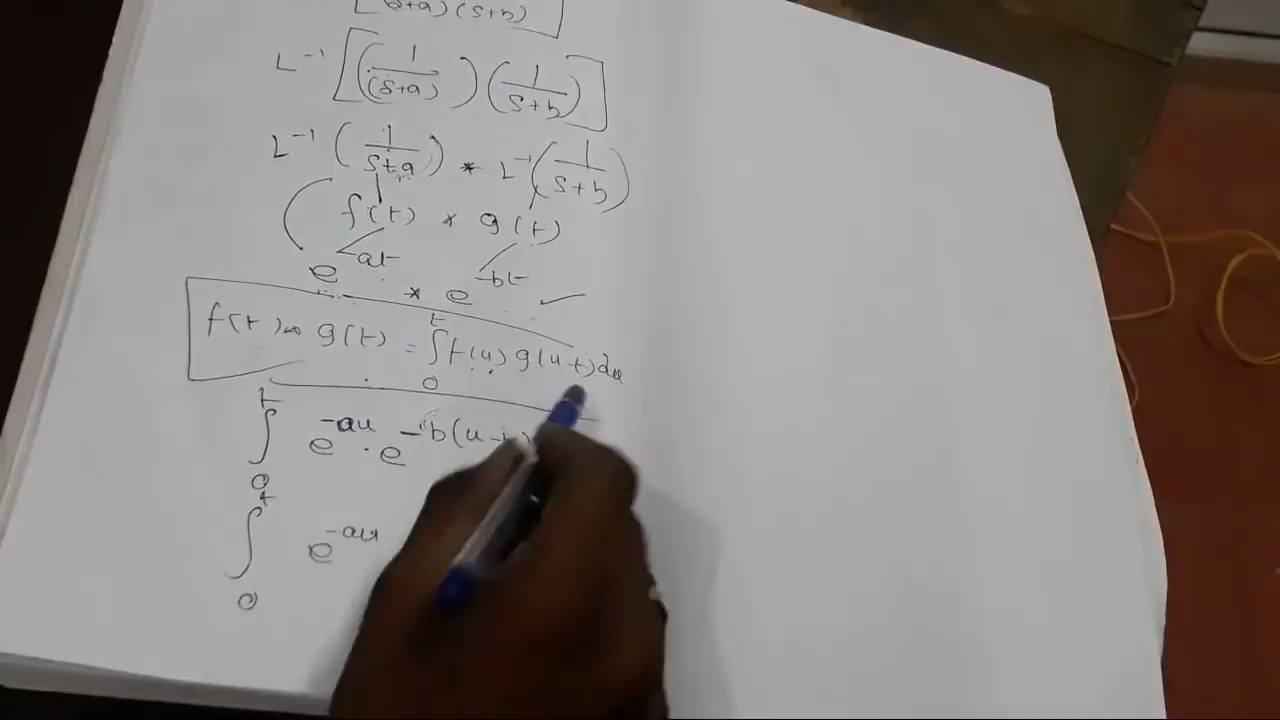 (s+a) (s+b)
L⁻¹ [ ( 1/(s+a) ) ( 1/s+b ) ]
L⁻¹ ( 1/s+a ) * L⁻¹ ( 1/s+b )
( f(t) * g(t)
e^-at * e^-bt ✓
f(t) * g(t) = ∫₀ᵗ f(u) g(u-t) du
∫₀ᵗ e^-au . e^-b(u-t)
∫₀ᵗ e^-au